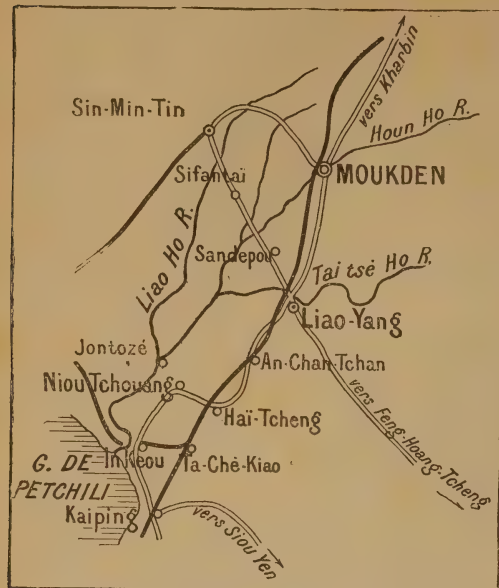 vers Kharbin
Sin-Min-Tin
Houn Ho R.
MOUKDEN
Sifantaï
Liao Ho R.
Sandepou
Tai tsé Ho R.
Liao-Yang
Jontozé
An-Chan-Tchan
Niou Tchouang
vers Feng-Hoang-Tcheng
Haï-Tcheng
G. DE
PETCHILI
In Keou
Ta-Ché-Kiao
Kaiping
vers Siou Yen